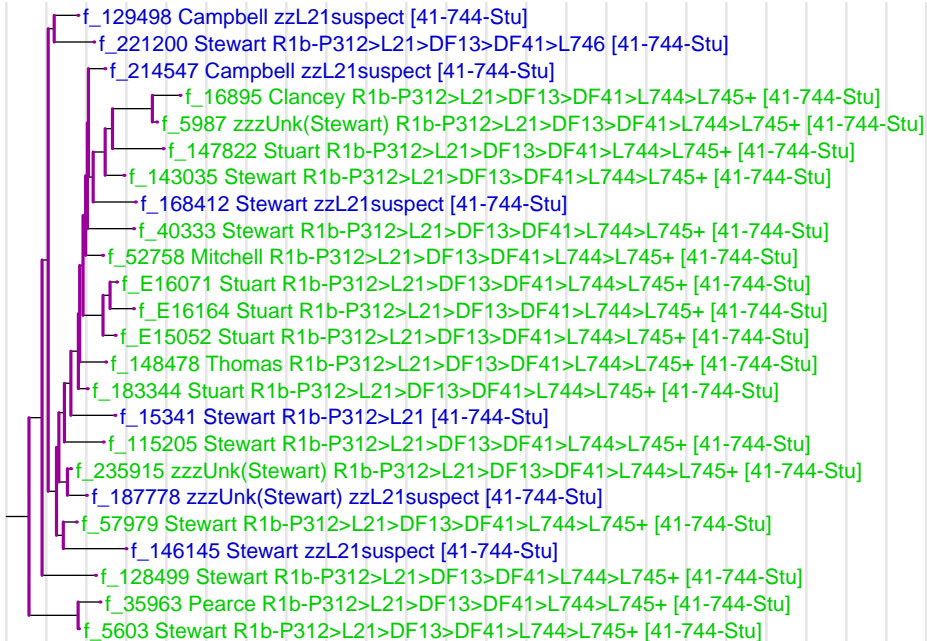 f_129498 Campbell zzL21suspect [41-744-Stu]
f_221200 Stewart R1b-P312>L21>DF13>DF41>L746 [41-744-Stu]
f_214547 Campbell zzL21suspect [41-744-Stu]
f_16895 Clancey R1b-P312>L21>DF13>DF41>L744>L745+ [41-744-Stu]
f_5987 zzzUnk(Stewart) R1b-P312>L21>DF13>DF41>L744>L745+ [41-744-Stu]
f_147822 Stuart R1b-P312>L21>DF13>DF41>L744>L745+ [41-744-Stu]
f_143035 Stewart R1b-P312>L21>DF13>DF41>L744>L745+ [41-744-Stu]
f_168412 Stewart zzL21suspect [41-744-Stu]
f_40333 Stewart R1b-P312>L21>DF13>DF41>L744>L745+ [41-744-Stu]
f_52758 Mitchell R1b-P312>L21>DF13>DF41>L744>L745+ [41-744-Stu]
f_E16071 Stuart R1b-P312>L21>DF13>DF41>L744>L745+ [41-744-Stu]
f_E16164 Stuart R1b-P312>L21>DF13>DF41>L744>L745+ [41-744-Stu]
f_E15052 Stuart R1b-P312>L21>DF13>DF41>L744>L745+ [41-744-Stu]
f_148478 Thomas R1b-P312>L21>DF13>DF41>L744>L745+ [41-744-Stu]
f_183344 Stuart R1b-P312>L21>DF13>DF41>L744>L745+ [41-744-Stu]
f_15341 Stewart R1b-P312>L21 [41-744-Stu]
f_115205 Stewart R1b-P312>L21>DF13>DF41>L744>L745+ [41-744-Stu]
f_235915 zzzUnk(Stewart) R1b-P312>L21>DF13>DF41>L744>L745+ [41-744-Stu]
f_187778 zzzUnk(Stewart) zzL21suspect [41-744-Stu]
f_57979 Stewart R1b-P312>L21>DF13>DF41>L744>L745+ [41-744-Stu]
f_146145 Stewart zzL21suspect [41-744-Stu]
f_128499 Stewart R1b-P312>L21>DF13>DF41>L744>L745+ [41-744-Stu]
f_35963 Pearce R1b-P312>L21>DF13>DF41>L744>L745+ [41-744-Stu]
f_5603 Stewart R1b-P312>L21>DF13>DF41>L744>L745+ [41-744-Stu]